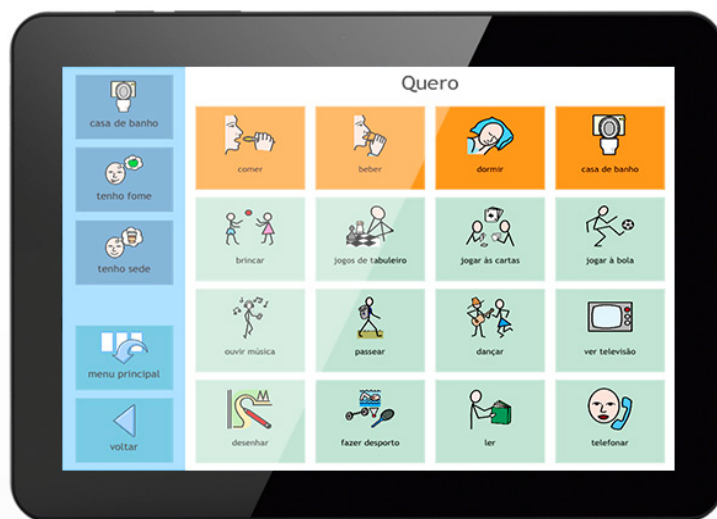 Quero
casa de banho
tenho fome
tenho sede
menu principal
voltar
comer
beber
dormir
casa de banho
brincar
jogos de tabuleiro
jogar às cartas
jogar à bola
ouvir música
passear
dançar
ver televisão
desenhar
fazer desporto
ler
telefonar